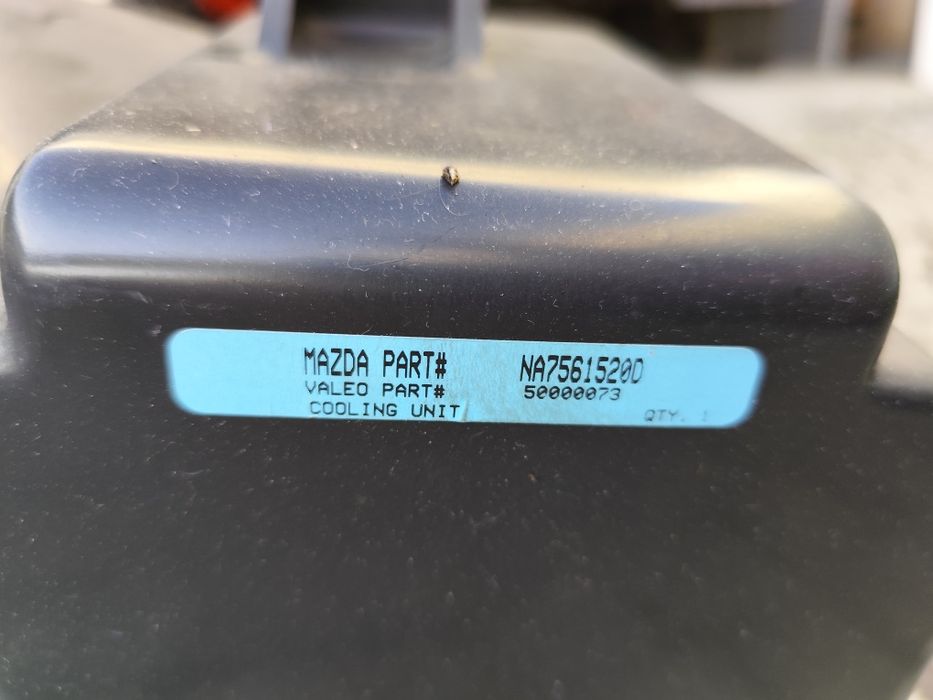 MAZDA PART# NA7561520D
VALEO PART# 50000073
COOLING UNIT QTY. 1